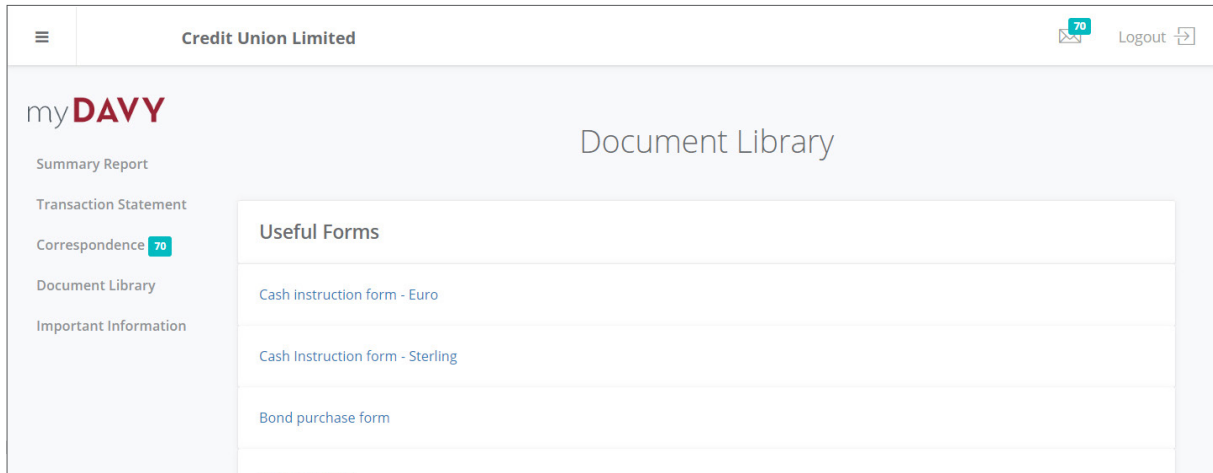 Credit Union Limited
70
Logout
myDAVY
Document Library
Summary Report
Transaction Statement
Correspondence 70
Document Library
Important Information
Useful Forms
Cash instruction form - Euro
Cash Instruction form - Sterling
Bond purchase form